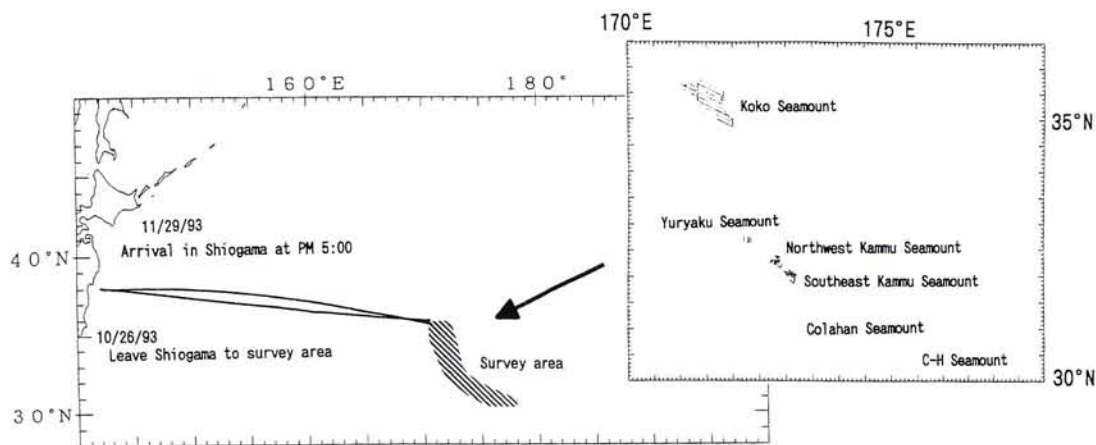 170°E
175°E
160°E
180°
Koko Seamount
35°N
Yuryaku Seamount
11/29/93
Northwest Kammu Seamount
Arrival in Shiogama at PM 5:00
40°N
Southeast Kammu Seamount
Colahan Seamount
10/26/93
Leave Shiogama to survey area
Survey area
C-H Seamount
30°N
30°N